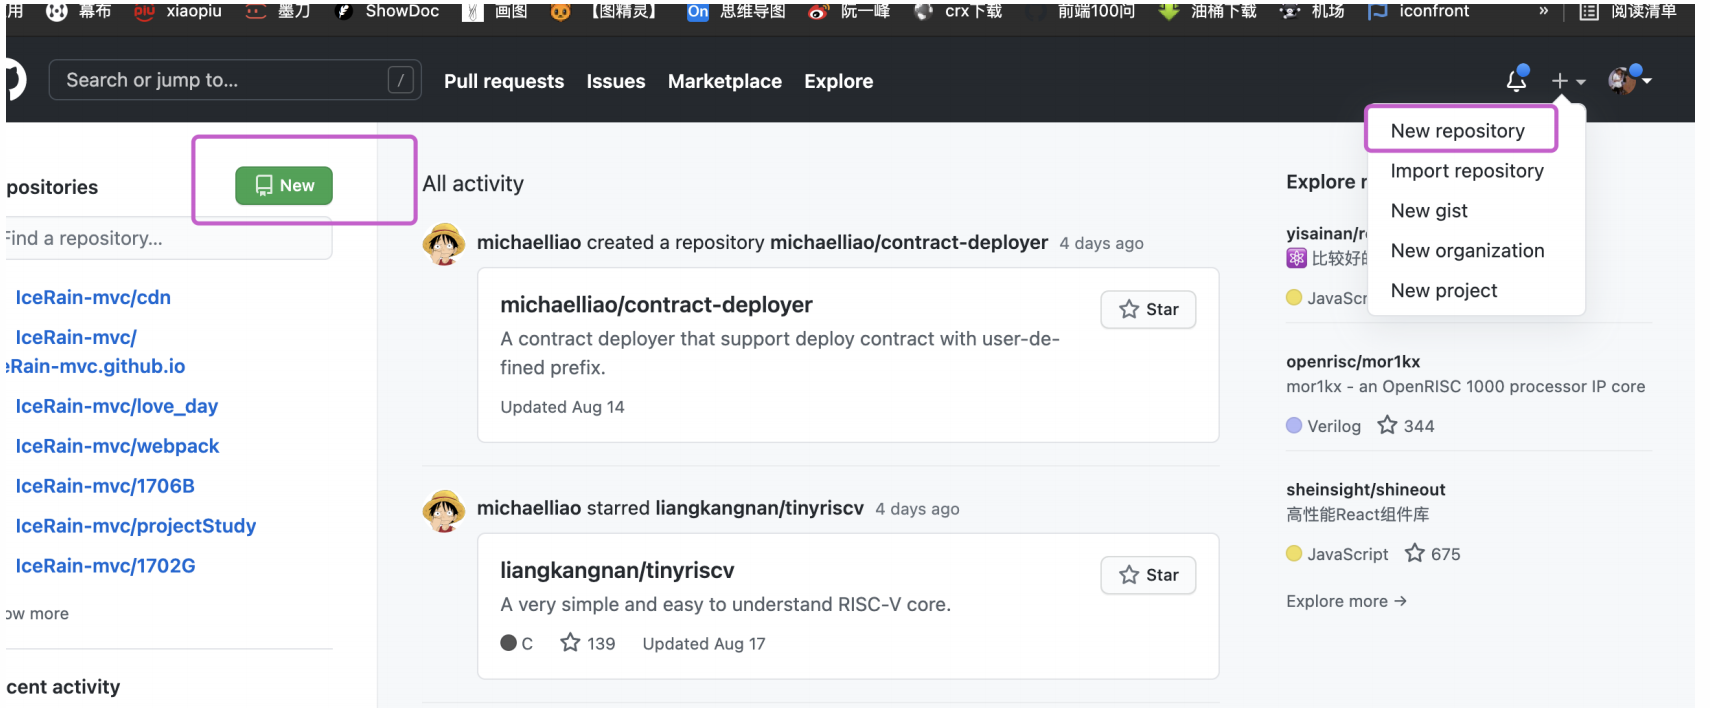 用 幕布 xiaopiu 墨刀 ShowDoc 画图 【图精灵】 On 思维导图 阮一峰 crx下载 前端100问 油桶下载 机场 iconfront » 阅读清单
Search or jump to... / Pull requests Issues Marketplace Explore
New repository
Import repository
New gist
New organization
New project
positories New
Find a repository...
IceRain-mvc/cdn
IceRain-mvc/
eRain-mvc.github.io
IceRain-mvc/love_day
IceRain-mvc/webpack
IceRain-mvc/1706B
IceRain-mvc/projectStudy
IceRain-mvc/1702G
ow more
cent activity
All activity
michaelliao created a repository michaelliao/contract-deployer 4 days ago
michaelliao/contract-deployer Star
A contract deployer that support deploy contract with user-de-
fined prefix.
Updated Aug 14
michaelliao starred liangkangnan/tinyriscv 4 days ago
liangkangnan/tinyriscv Star
A very simple and easy to understand RISC-V core.
C 139 Updated Aug 17
Explore r
yisainan/r
比较好的
JavaScr
openrisc/mor1kx
mor1kx - an OpenRISC 1000 processor IP core
Verilog 344
sheinsight/shineout
高性能React组件库
JavaScript 675
Explore more →